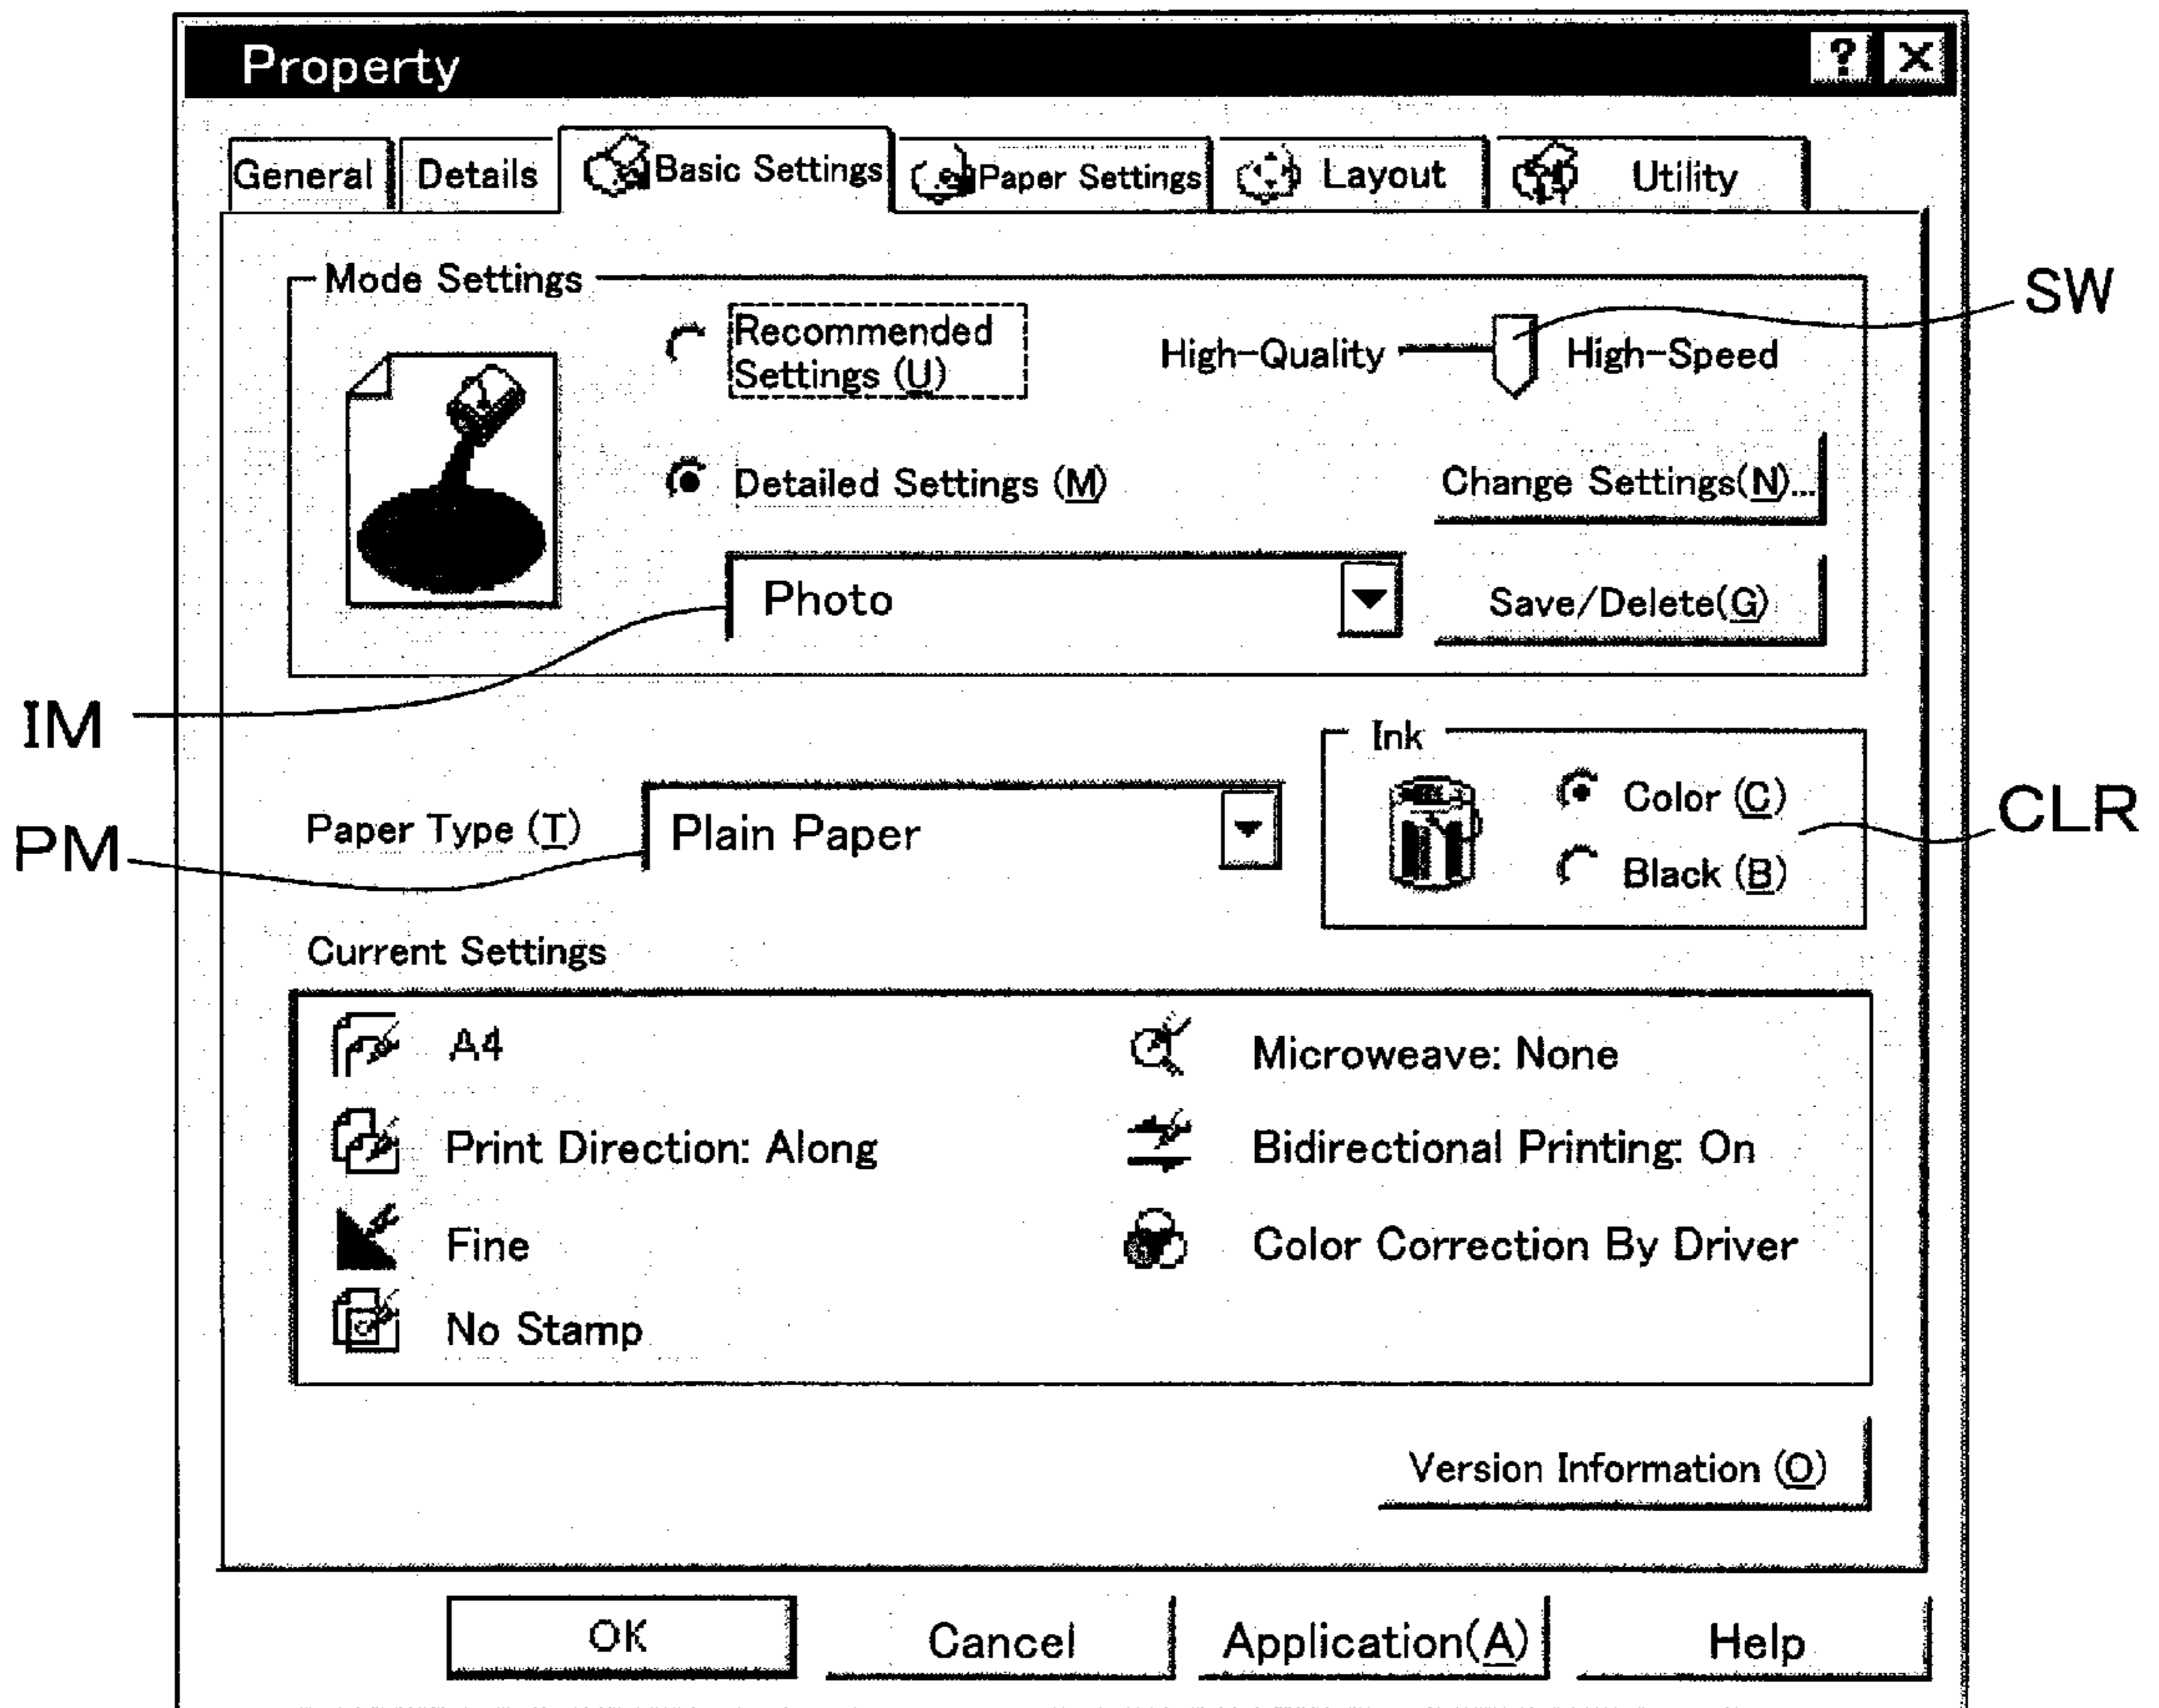 Property ? X
General Details Basic Settings Paper Settings Layout Utility
Mode Settings
SW
Recommended
Settings (U)
High-Quality High-Speed
Detailed Settings (M)
Change Settings(N)...
Photo
Save/Delete(G)
IM
Ink
Color (C)
CLR
Paper Type (T)
Plain Paper
PM
Black (B)
Current Settings
A4
Microweave: None
Print Direction: Along
Bidirectional Printing: On
Fine
Color Correction By Driver
No Stamp
Version Information (O)
OK Cancel Application(A) Help